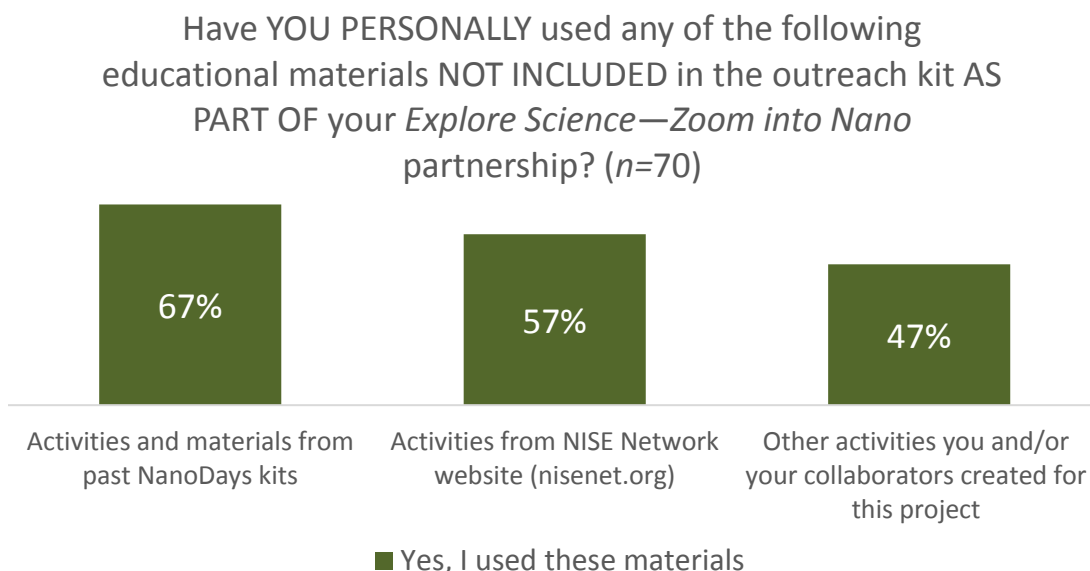 Have YOU PERSONALLY used any of the following
educational materials NOT INCLUDED in the outreach kit AS
PART OF your Explore Science—Zoom into Nano
partnership? (n=70)
67%
57%
47%
Activities and materials from
past NanoDays kits
Activities from NISE Network
website (nisenet.org)
Other activities you and/or
your collaborators created for
this project
Yes, I used these materials